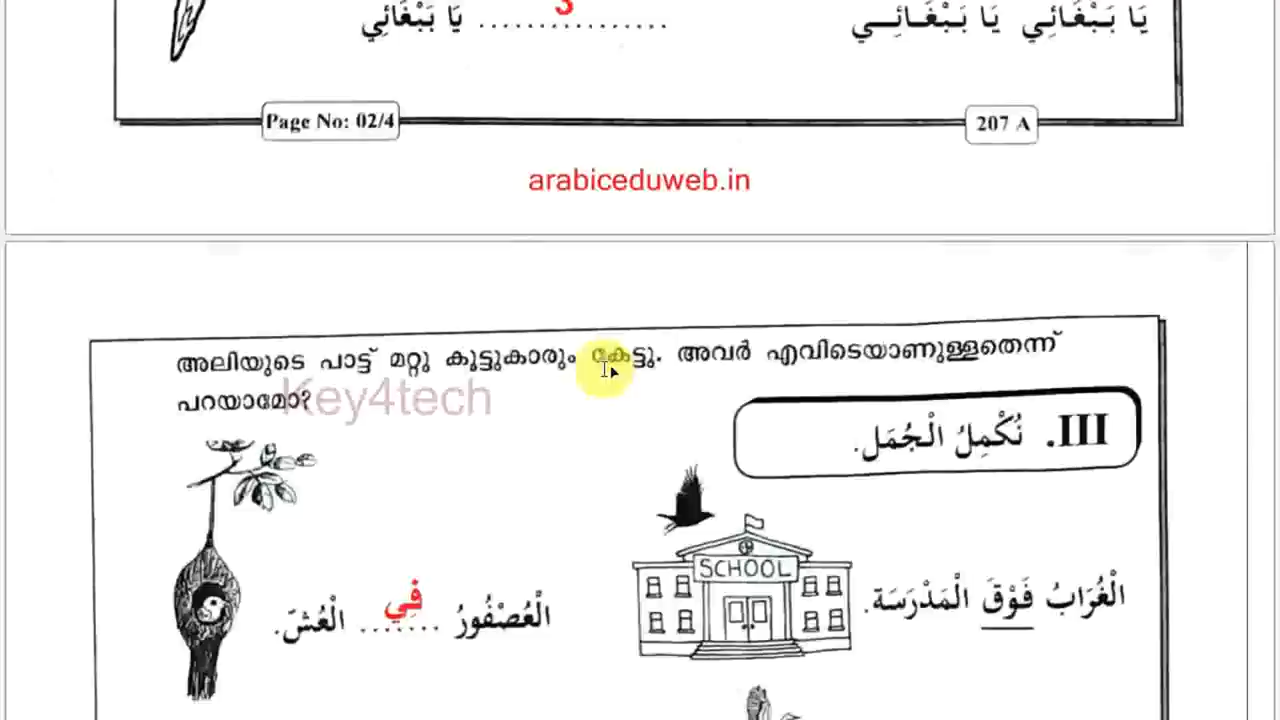 يَا بَبْغَائِي يَا بَبْغَائِي
3
يَا بَبْغَائِي ................
Page No: 02/4
207 A
arabiceduweb.in
അലിയുടെ പാട്ട് മറ്റു കൂട്ടുകാരും കേട്ടു. അവർ എവിടെയാണുള്ളതെന്ന്
പറയാമോ?
Key4tech
III. نُكْمِلُ الْجُمَل.
SCHOOL
الْغُرَابُ فَوْقَ الْمَدْرَسَة.
الْعُصْفُورُ ...فِي.... الْعُشّ.